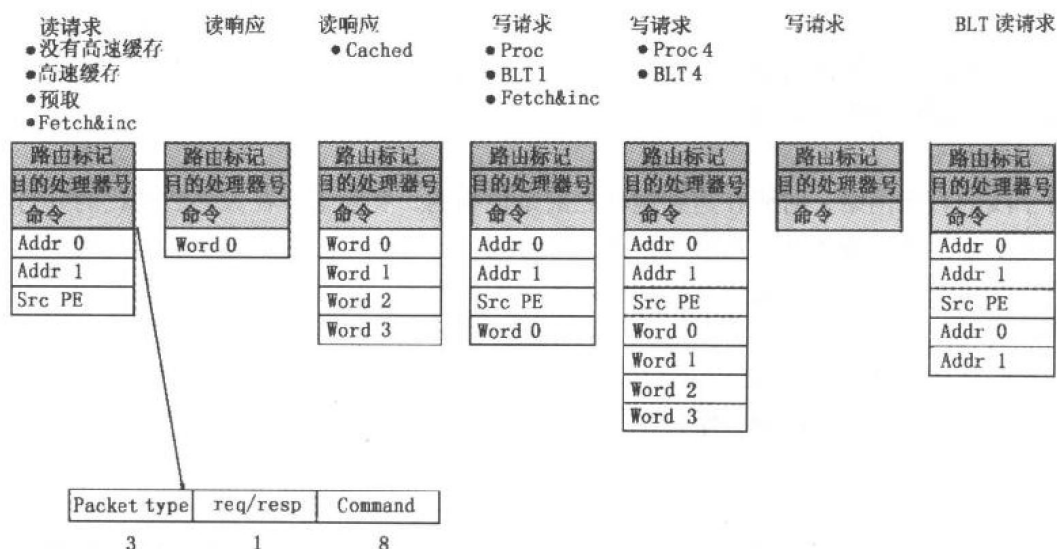 读请求 读响应 读响应 写请求 写请求 写请求 BLT 读请求
●没有高速缓存 ● Cached ● Proc ● Proc 4
●高速缓存 ● BLT 1 ● BLT 4
●预取 ● Fetch&inc
●Fetch&inc
路由标记 路由标记 路由标记 路由标记 路由标记 路由标记 路由标记
目的处理器号 目的处理器号 目的处理器号 目的处理器号 目的处理器号 目的处理器号 目的处理器号
命令 命令 命令 命令 命令 命令 命令
Addr 0 Word 0 Word 0 Addr 0 Addr 0 Addr 0
Addr 1 Word 1 Addr 1 Addr 1 Addr 1
Src PE Word 2 Src PE Src PE Src PE
Word 3 Word 0 Word 0 Addr 0
Word 1 Addr 1
Word 2
Word 3
Packet type req/resp Command
3 1 8